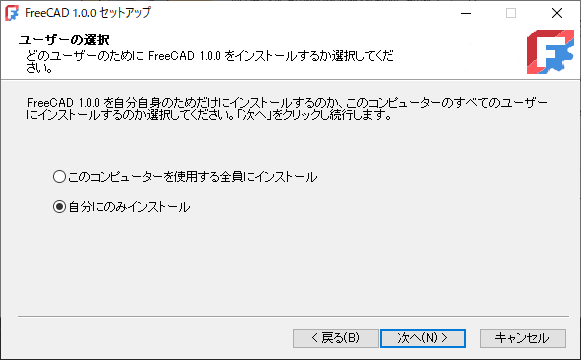 FreeCAD 1.0.0 セットアップ
ユーザーの選択
どのユーザーのために FreeCAD 1.0.0 をインストールするか選択してくだ
さい。
FreeCAD 1.0.0 を自分自身のためだけにインストールするのか、このコンピューターのすべてのユーザー
にインストールするのか選択してください。「次へ」をクリックし続行します。
このコンピューターを使用する全員にインストール
自分にのみインストール
< 戻る(B)
次へ(N) >
キャンセル